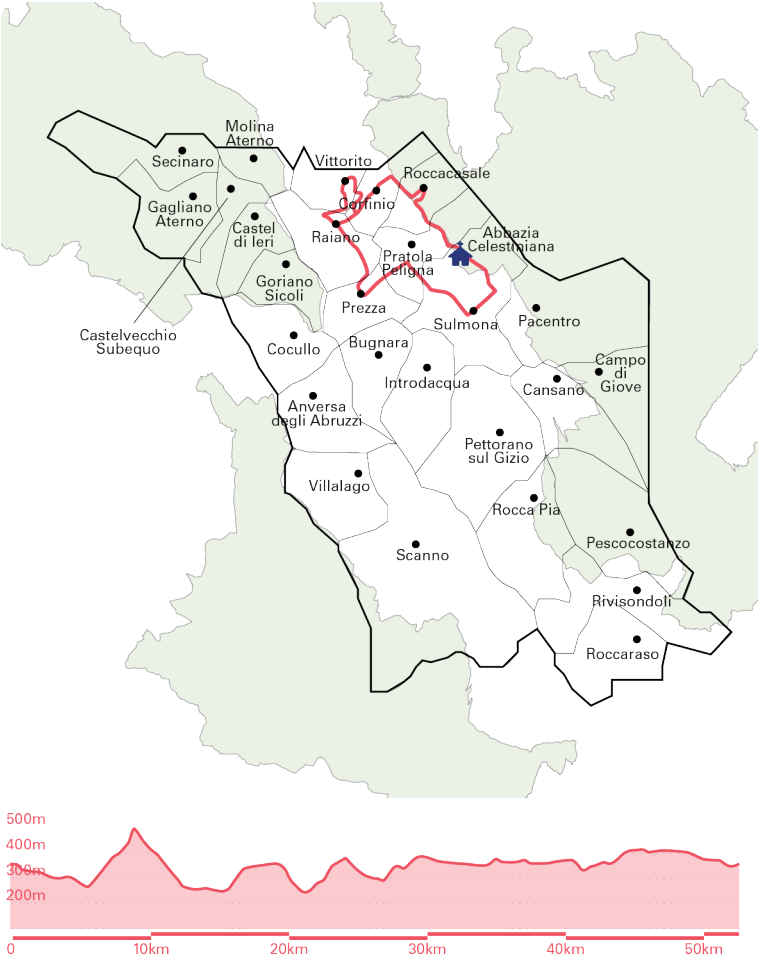 Molina
Aterno
Secinaro
Vittorito
Roccacasale
Gagliano
Aterno
Corfinio
Castel
di Ieri
Raiano
Abbazia
Celestiniana
Pratola
Peligna
Goriano
Sicoli
Prezza
Sulmona
Pacentro
Castelvecchio
Subequo
Cocullo
Bugnara
Introdacqua
Campo
di
Giove
Cansano
Anversa
degli Abruzzi
Pettorano
sul Gizio
Villalago
Rocca Pia
Scanno
Pescocostanzo
Rivisondoli
Roccaraso
500m
400m
300m
200m
0 10km 20km 30km 40km 50km